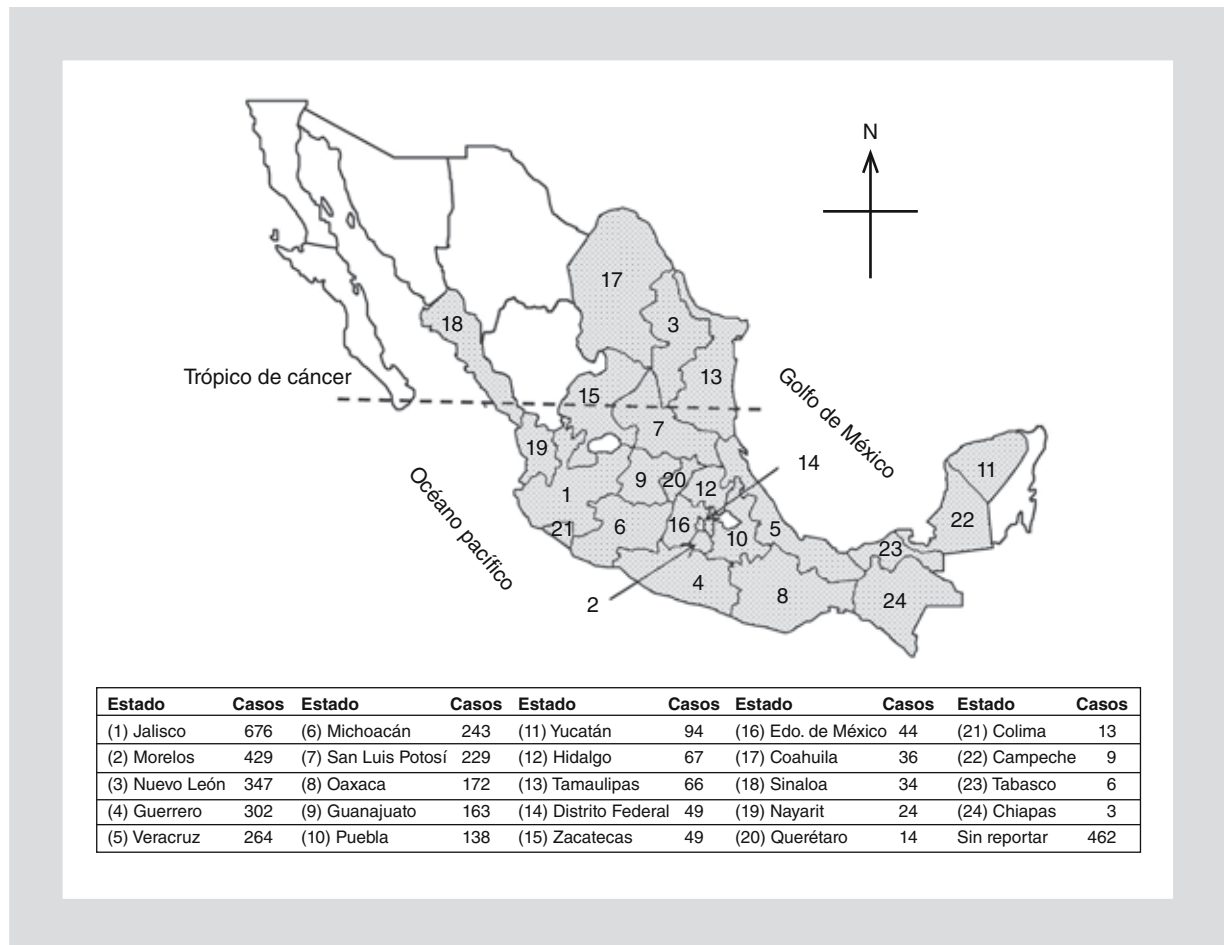 N
17
18
3
Trópico de cáncer
13
15
Golfo de México
7
19
14
11
9
20
12
1
Océano pacífico
22
21
6
16
10
5
23
4
8
24
2
Estado Casos Estado Casos Estado Casos Estado Casos Estado Casos
(1) Jalisco 676 (6) Michoacán 243 (11) Yucatán 94 (16) Edo. de México 44 (21) Colima 13
(2) Morelos 429 (7) San Luis Potosí 229 (12) Hidalgo 67 (17) Coahuila 36 (22) Campeche 9
(3) Nuevo León 347 (8) Oaxaca 172 (13) Tamaulipas 66 (18) Sinaloa 34 (23) Tabasco 6
(4) Guerrero 302 (9) Guanajuato 163 (14) Distrito Federal 49 (19) Nayarit 24 (24) Chiapas 3
(5) Veracruz 264 (10) Puebla 138 (15) Zacatecas 49 (20) Querétaro 14 Sin reportar 462